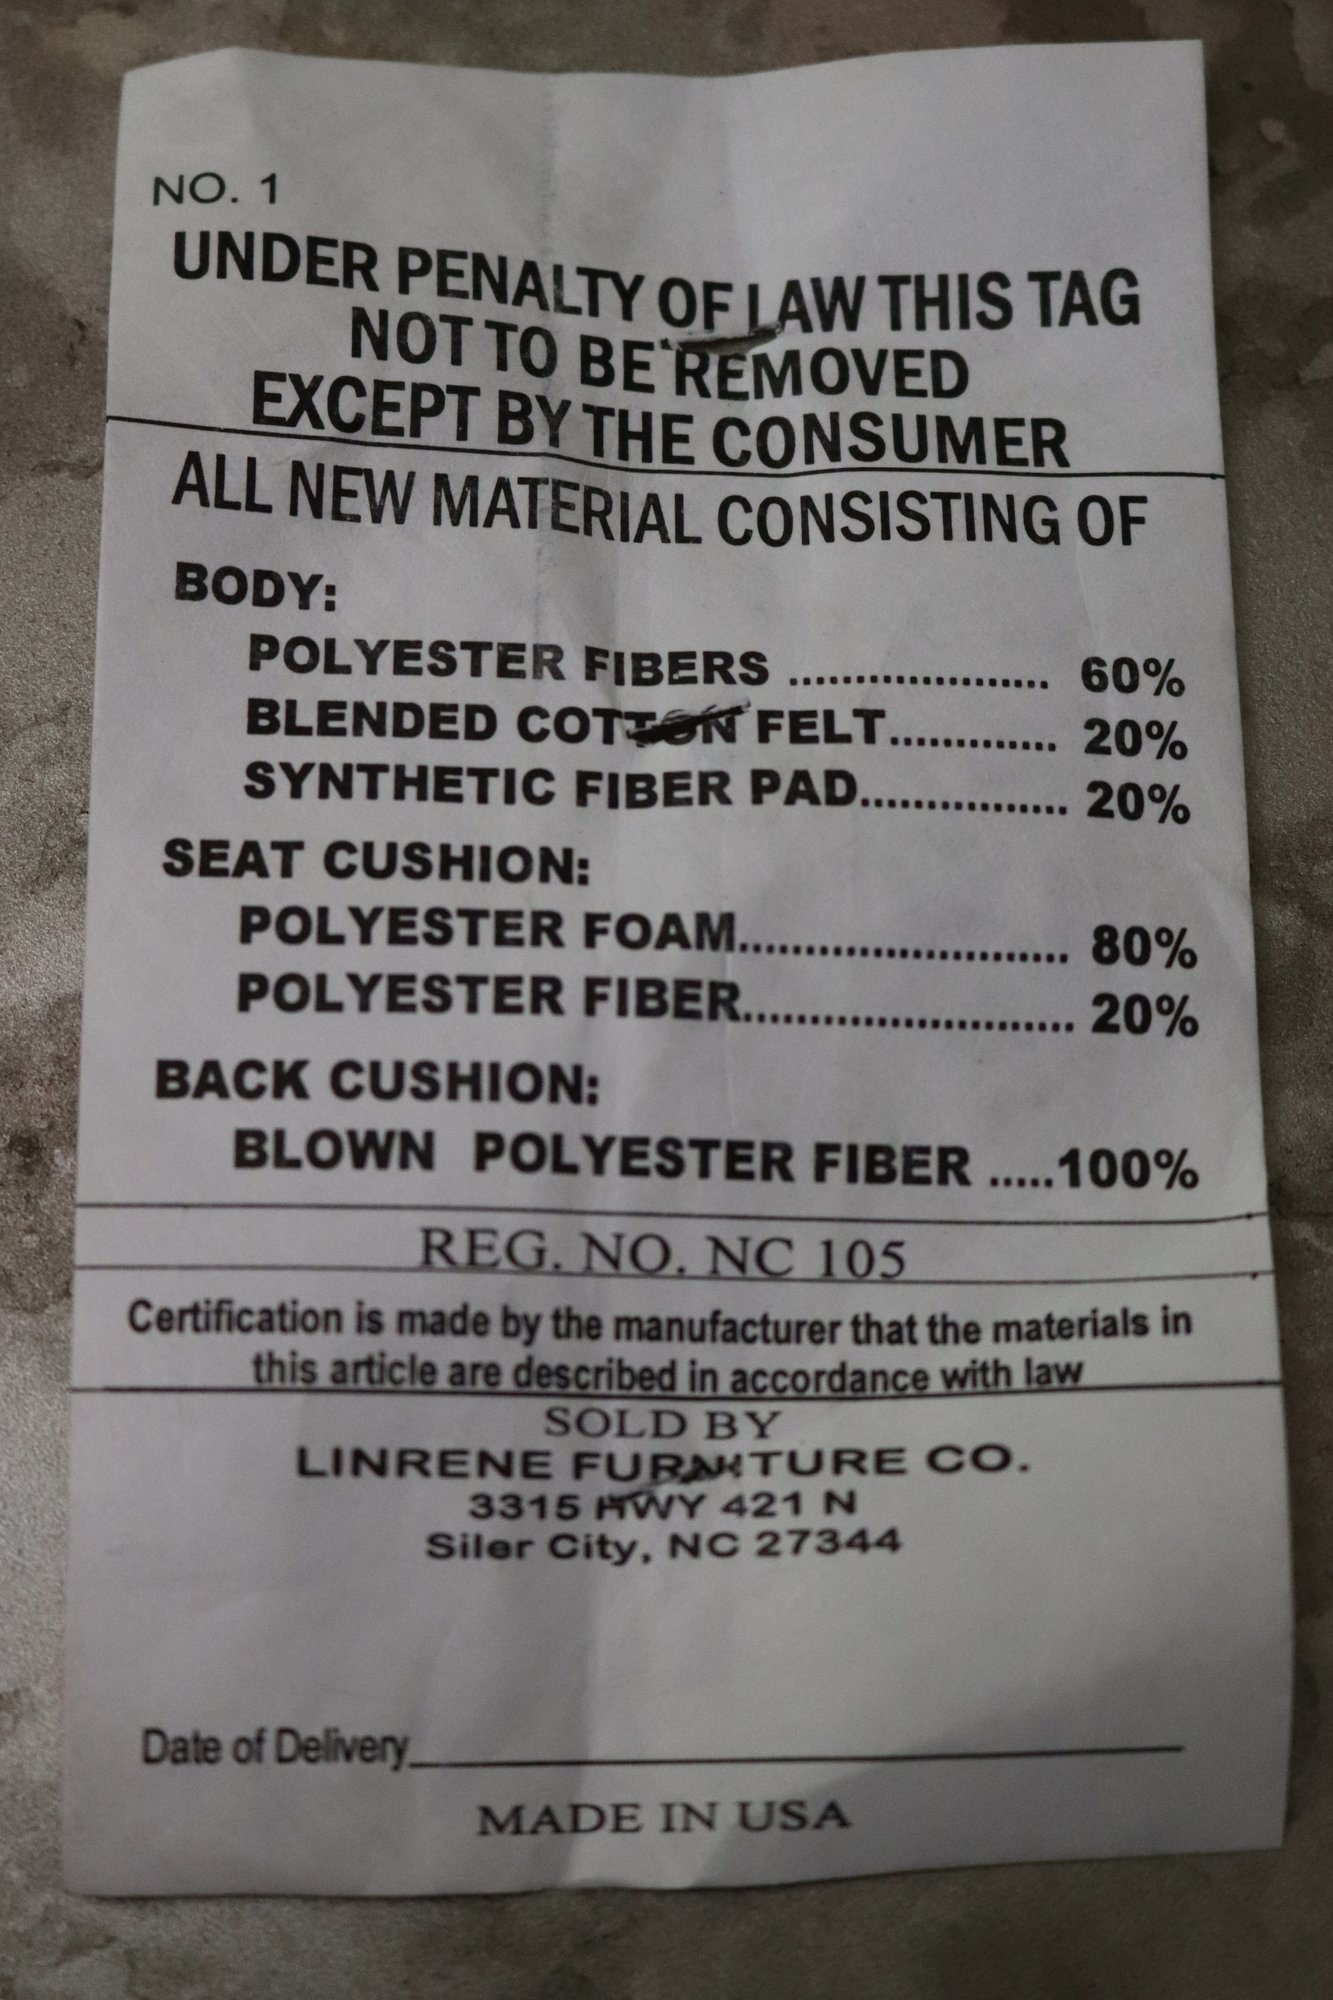 NO. 1
UNDER PENALTY OF LAW THIS TAG
NOT TO BE REMOVED
EXCEPT BY THE CONSUMER
ALL NEW MATERIAL CONSISTING OF
BODY:
POLYESTER FIBERS .................... 60%
BLENDED COTTON FELT............. 20%
SYNTHETIC FIBER PAD................ 20%
SEAT CUSHION:
POLYESTER FOAM......................... 80%
POLYESTER FIBER......................... 20%
BACK CUSHION:
BLOWN POLYESTER FIBER .....100%
REG. NO. NC 105
Certification is made by the manufacturer that the materials in
this article are described in accordance with law
SOLD BY
LINRENE FURNITURE CO.
3315 HWY 421 N
Siler City, NC 27344
Date of Delivery
MADE IN USA